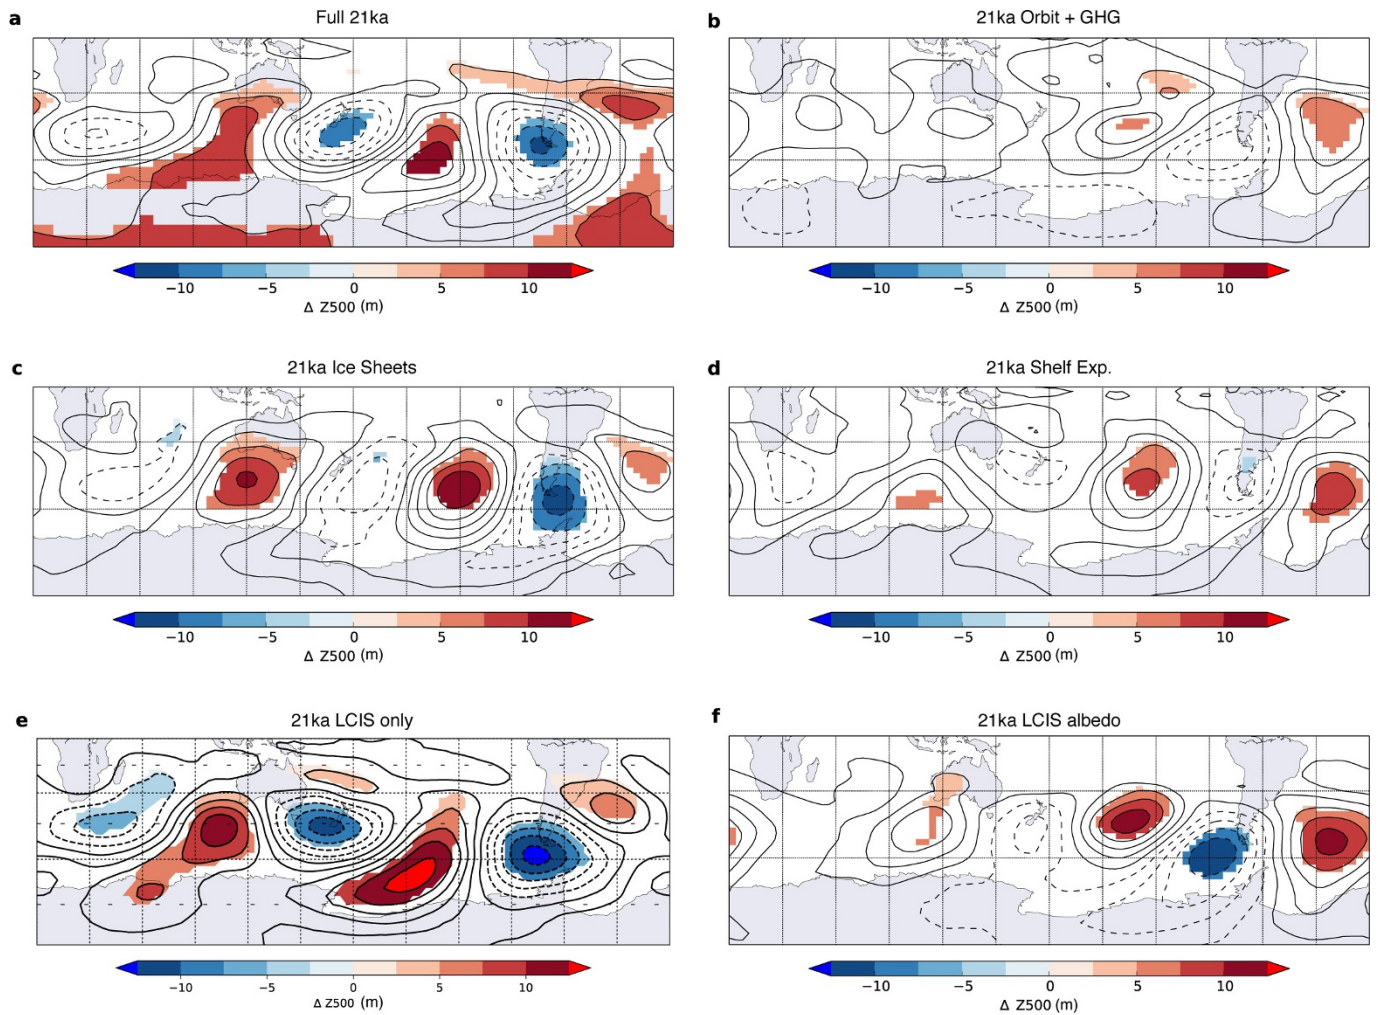 a Full 21ka
b 21ka Orbit + GHG
−10 −5 0 5 10
Δ Z500 (m)
−10 −5 0 5 10
Δ Z500 (m)
c 21ka Ice Sheets
d 21ka Shelf Exp.
−10 −5 0 5 10
Δ Z500 (m)
−10 −5 0 5 10
Δ Z500 (m)
e 21ka LCIS only
f 21ka LCIS albedo
−10 −5 0 5 10
Δ Z500 (m)
−10 −5 0 5 10
Δ Z500 (m)